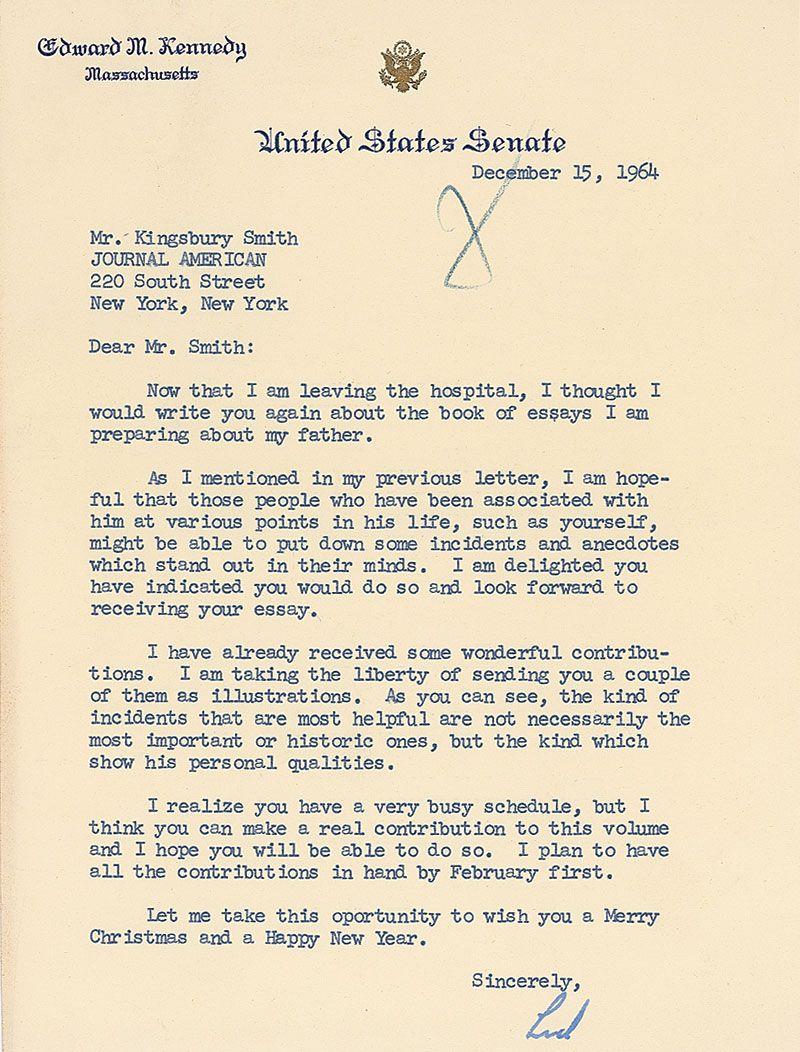 Edward M. Kennedy
Massachusetts
United States Senate
December 15, 1964
Mr. Kingsbury Smith
JOURNAL AMERICAN
220 South Street
New York, New York
Dear Mr. Smith:
Now that I am leaving the hospital, I thought I
would write you again about the book of essays I am
preparing about my father.
As I mentioned in my previous letter, I am hope-
ful that those people who have been associated with
him at various points in his life, such as yourself,
might be able to put down some incidents and anecdotes
which stand out in their minds. I am delighted you
have indicated you would do so and look forward to
receiving your essay.
I have already received some wonderful contribu-
tions. I am taking the liberty of sending you a couple
of them as illustrations. As you can see, the kind of
incidents that are most helpful are not necessarily the
most important or historic ones, but the kind which
show his personal qualities.
I realize you have a very busy schedule, but I
think you can make a real contribution to this volume
and I hope you will be able to do so. I plan to have
all the contributions in hand by February first.
Let me take this oportunity to wish you a Merry
Christmas and a Happy New Year.
Sincerely,